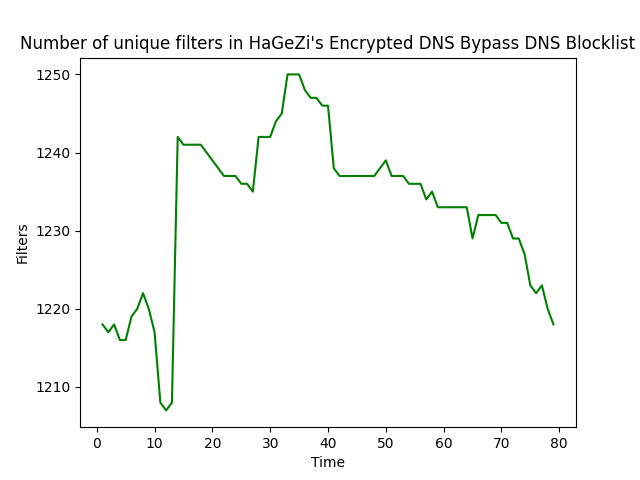 Number of unique filters in HaGeZi's Encrypted DNS Bypass DNS Blocklist
1250
1240
1230
1220
1210
Filters
0 10 20 30 40 50 60 70 80
Time